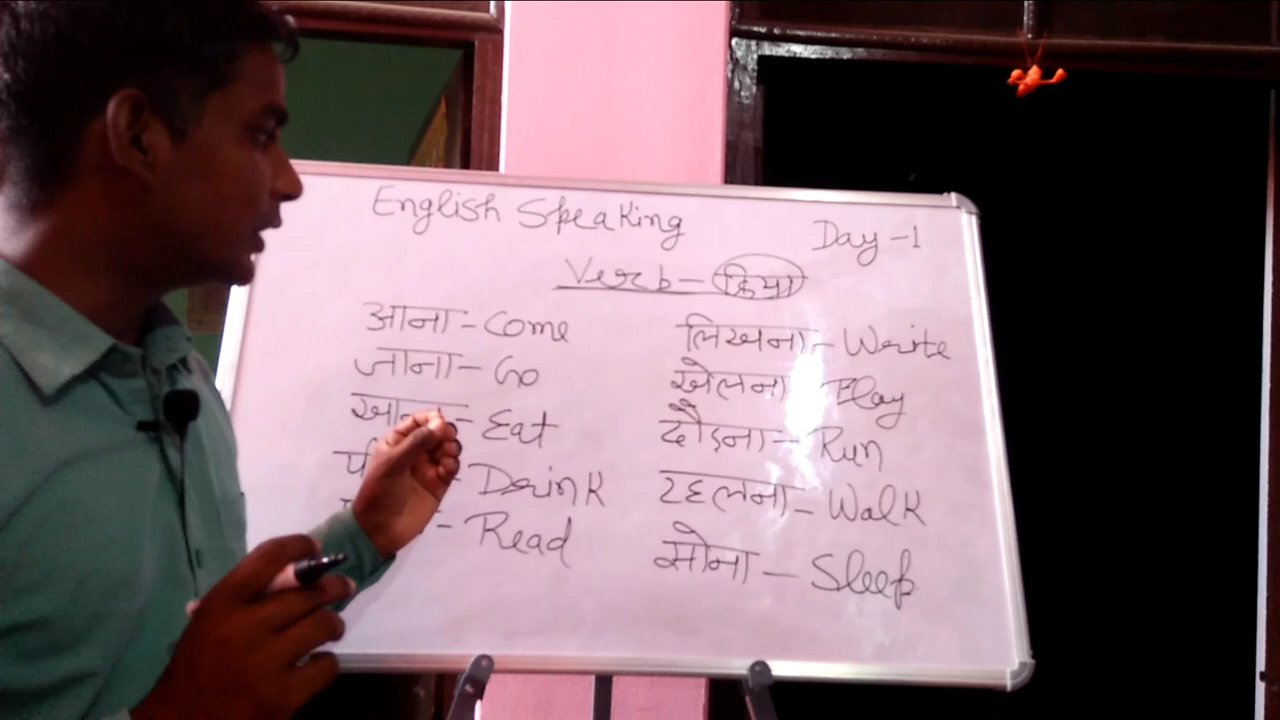 English Speaking
Day-1
Verb-क्रिया
आना-Come
जाना-Go
खाना-Eat
-Drink
-Read
लिखना-Write
खेलना-Play
दौड़ना-Run
टहलना-Walk
सोना-Sleep